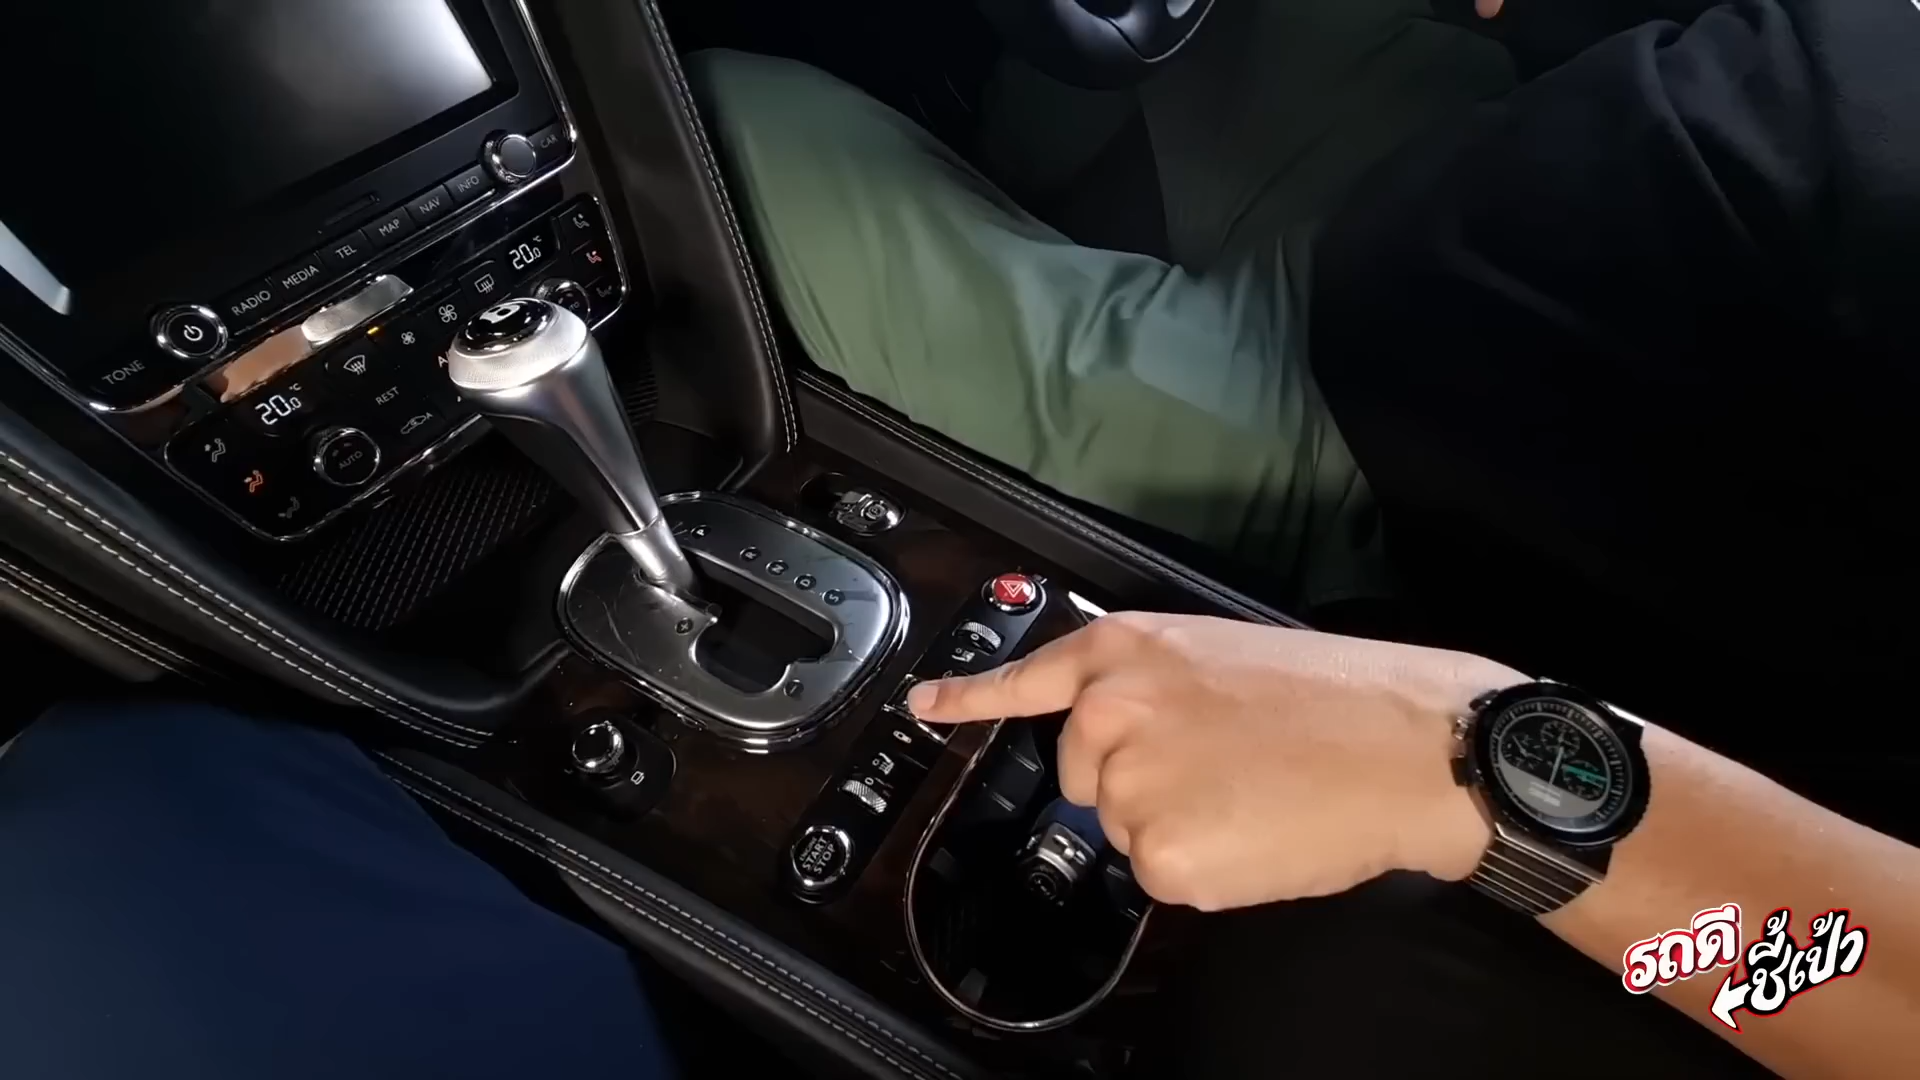 CAR
INFO
NAV
MAP
TEL
MEDIA
RADIO
TONE
20.0 °C
20.0 °C
REST
AUTO
P
R
N
D
S
+
−
ENGINE
START
STOP
รถดี
ชี้เป้า